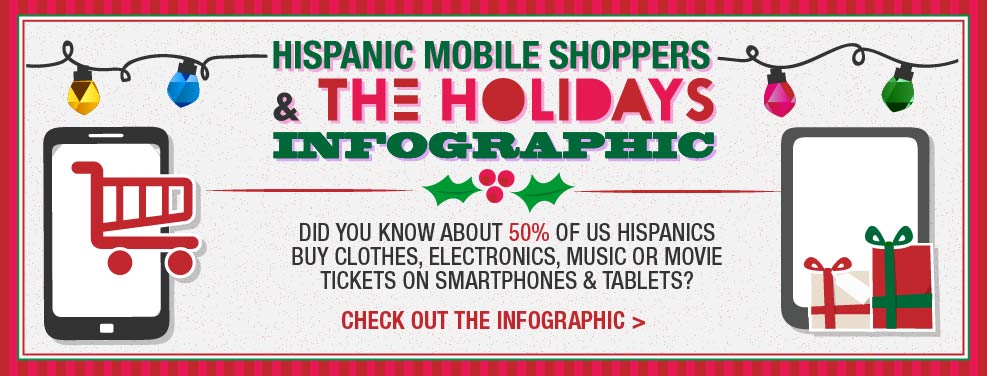 HISPANIC MOBILE SHOPPERS
& THE HOLIDAYS
INFOGRAPHIC
DID YOU KNOW ABOUT 50% OF US HISPANICS
BUY CLOTHES, ELECTRONICS, MUSIC OR MOVIE
TICKETS ON SMARTPHONES & TABLETS?
CHECK OUT THE INFOGRAPHIC >